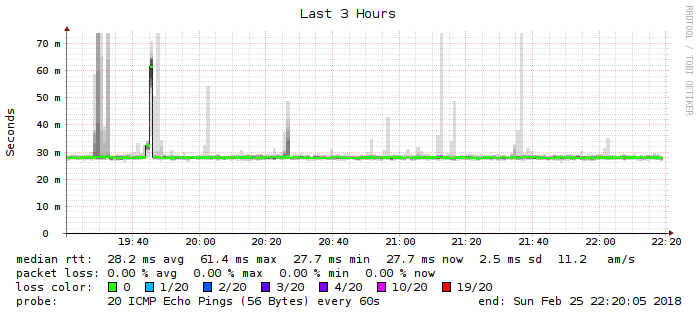 Last 3 Hours
RRDTOOL / TOBI OETIKER
Seconds
70 m
60 m
50 m
40 m
30 m
20 m
10 m
0
19:40 20:00 20:20 20:40 21:00 21:20 21:40 22:00 22:20
median rtt: 28.2 ms avg 61.4 ms max 27.7 ms min 27.7 ms now 2.5 ms sd 11.2 am/s
packet loss: 0.00 % avg 0.00 % max 0.00 % min 0.00 % now
loss color: 0 1/20 2/20 3/20 4/20 10/20 19/20
probe: 20 ICMP Echo Pings (56 Bytes) every 60s end: Sun Feb 25 22:20:05 2018